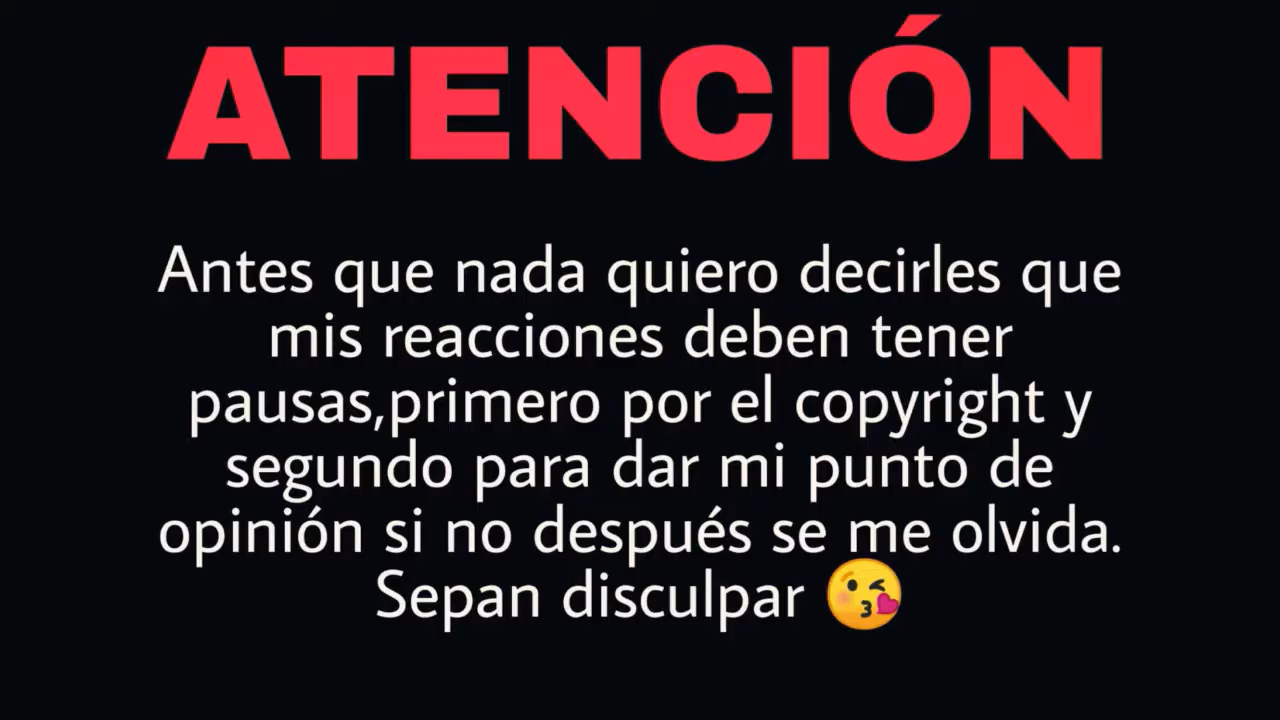 ATENCIÓN
Antes que nada quiero decirles que
mis reacciones deben tener
pausas,primero por el copyright y
segundo para dar mi punto de
opinión si no después se me olvida.
Sepan disculpar 😘